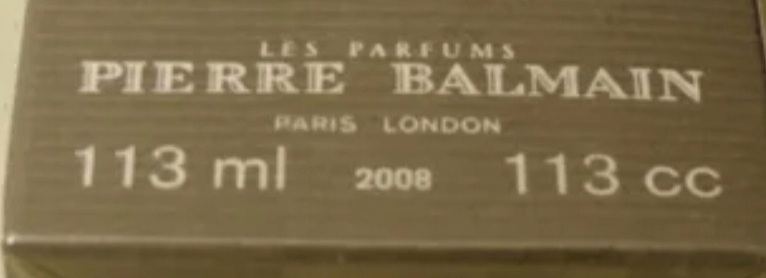 LES PARFUMS
PIERRE BALMAIN
PARIS LONDON
113 ml 2008 113 cc